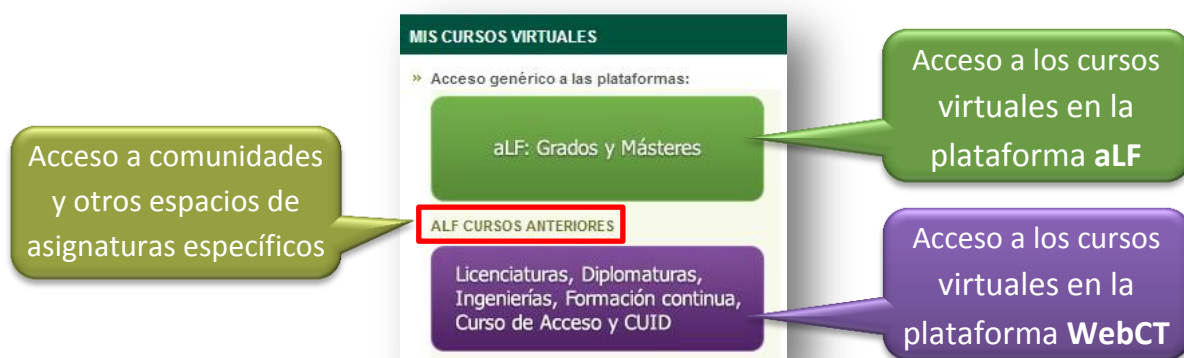 MIS CURSOS VIRTUALES
» Acceso genérico a las plataformas:
aLF: Grados y Másteres
ALF CURSOS ANTERIORES
Licenciaturas, Diplomaturas,
Ingenierías, Formación continua,
Curso de Acceso y CUID
Acceso a comunidades
y otros espacios de
asignaturas específicos
Acceso a los cursos
virtuales en la
plataforma aLF
Acceso a los cursos
virtuales en la
plataforma WebCT